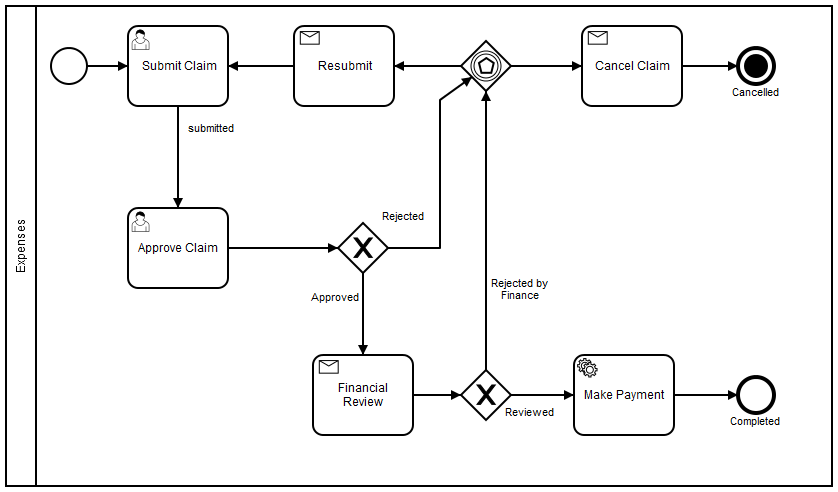 Expenses
Submit Claim
Resubmit
Cancel Claim
Cancelled
submitted
Approve Claim
Rejected
Approved
Rejected by
Finance
Financial
Review
Reviewed
Make Payment
Completed